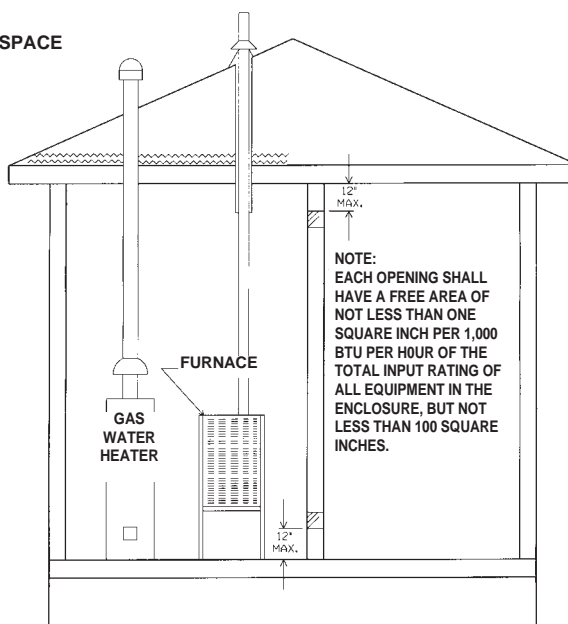 SPACE
12"
MAX.
NOTE:
EACH OPENING SHALL
HAVE A FREE AREA OF
NOT LESS THAN ONE
SQUARE INCH PER 1,000
BTU PER H0UR OF THE
TOTAL INPUT RATING OF
ALL EQUIPMENT IN THE
ENCLOSURE, BUT NOT
LESS THAN 100 SQUARE
INCHES.
FURNACE
GAS
WATER
HEATER
12"
MAX.